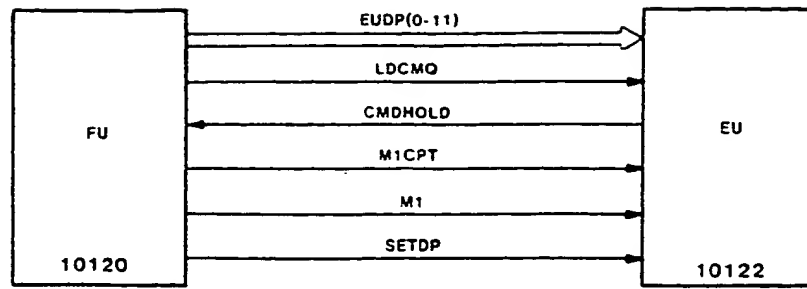 EUDP(0-11)
LDCMQ
CMDHOLD
FU
EU
M1CPT
M1
SETDP
10120
10122